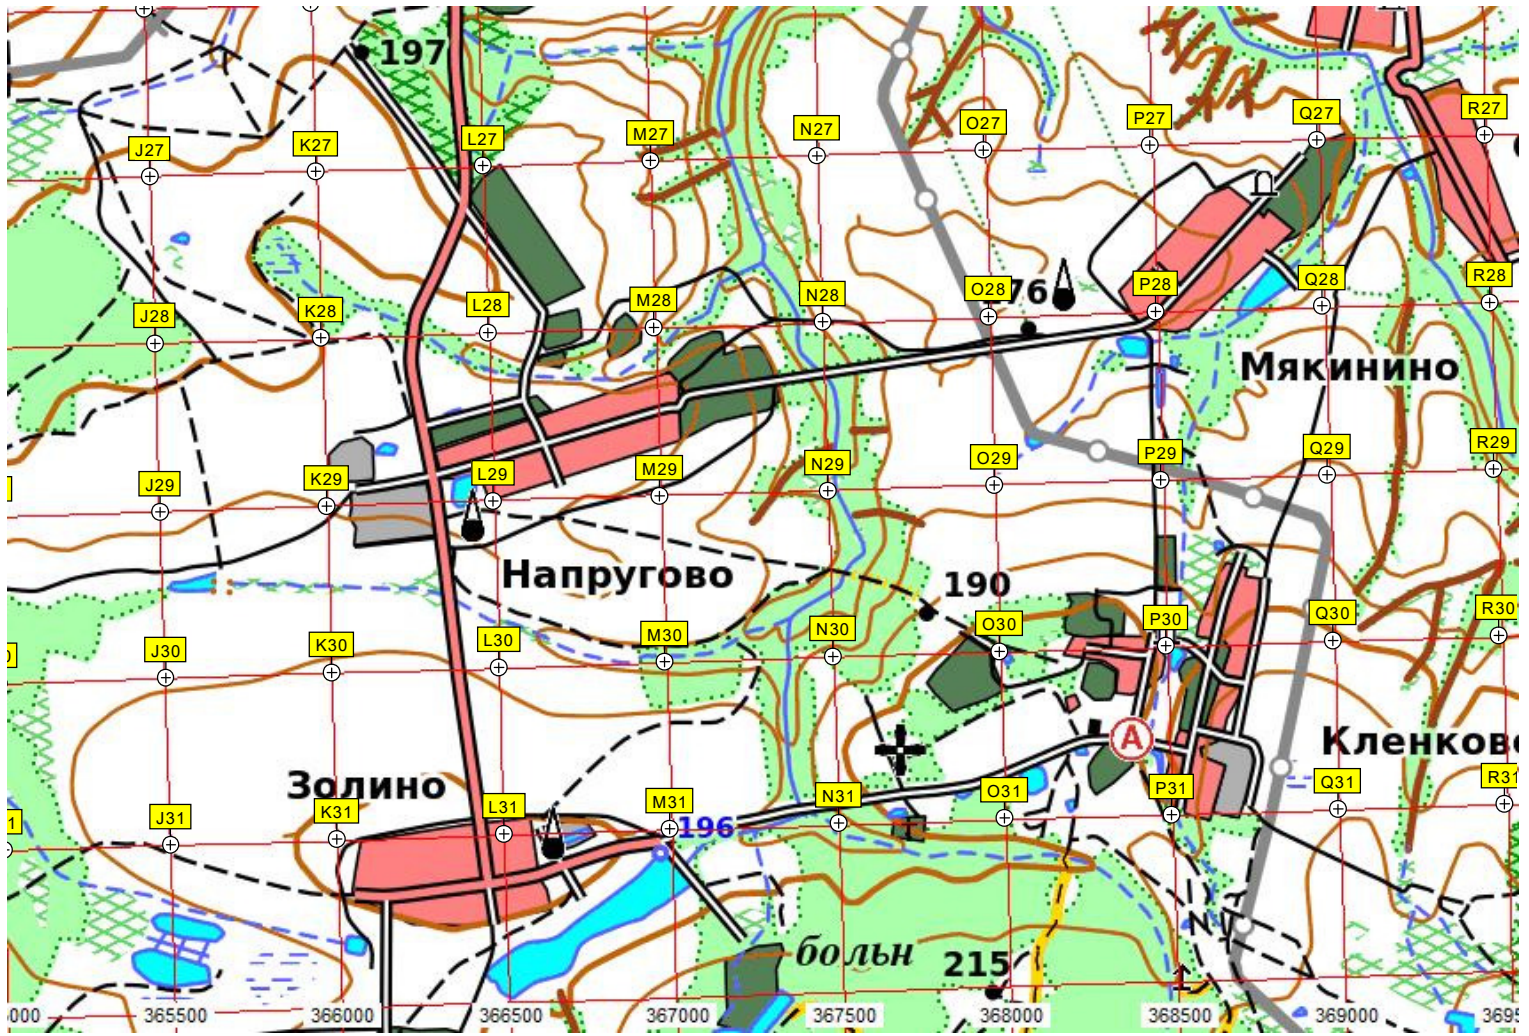 197
J27 K27 L27 M27 N27 O27 P27 Q27 R27
J28 K28 L28 M28 N28 O28 76 P28 Q28 R28
Мякинино
J29 K29 L29 M29 N29 O29 P29 Q29 R29
Напругово
190
J30 K30 L30 M30 N30 O30 P30 Q30 R30
А
Кленково
Золино
J31 K31 L31 M31 196 N31 O31 P31 Q31 R31
больн
215
365500 366000 366500 367000 367500 368000 368500 369000